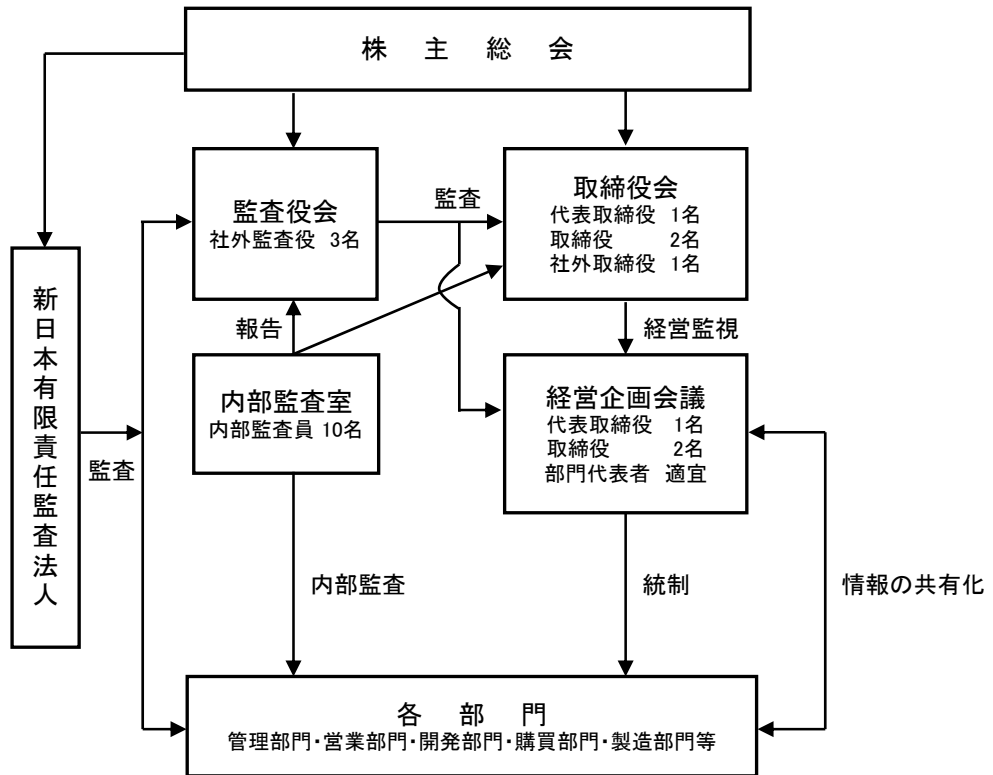 株 主 総 会
監査役会
社外監査役 3名
監査
取締役会
代表取締役 1名
取締役 2名
社外取締役 1名
新日本有限責任監査法人
報告
経営監視
内部監査室
内部監査員 10名
経営企画会議
代表取締役 1名
取締役 2名
部門代表者 適宜
監査
内部監査
統制
情報の共有化
各 部 門
管理部門・営業部門・開発部門・購買部門・製造部門等